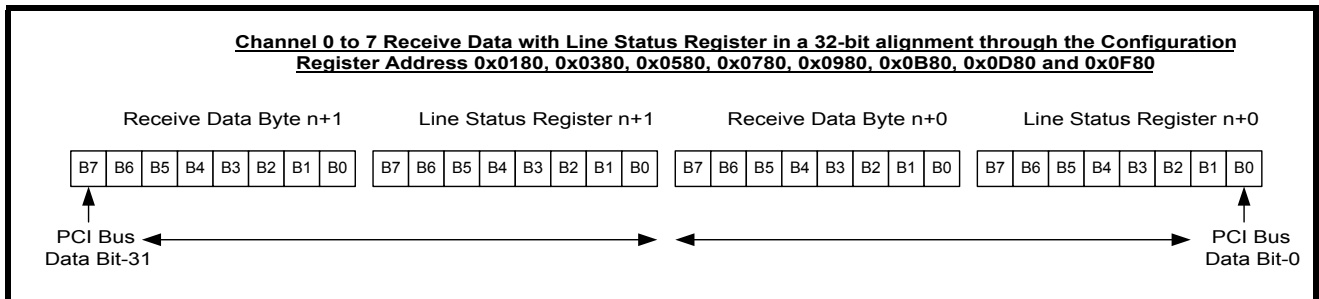 Channel 0 to 7 Receive Data with Line Status Register in a 32-bit alignment through the Configuration
Register Address 0x0180, 0x0380, 0x0580, 0x0780, 0x0980, 0x0B80, 0x0D80 and 0x0F80
Receive Data Byte n+1 Line Status Register n+1 Receive Data Byte n+0 Line Status Register n+0
B7 B6 B5 B4 B3 B2 B1 B0 B7 B6 B5 B4 B3 B2 B1 B0 B7 B6 B5 B4 B3 B2 B1 B0 B7 B6 B5 B4 B3 B2 B1 B0
PCI Bus PCI Bus
Data Bit-31 Data Bit-0